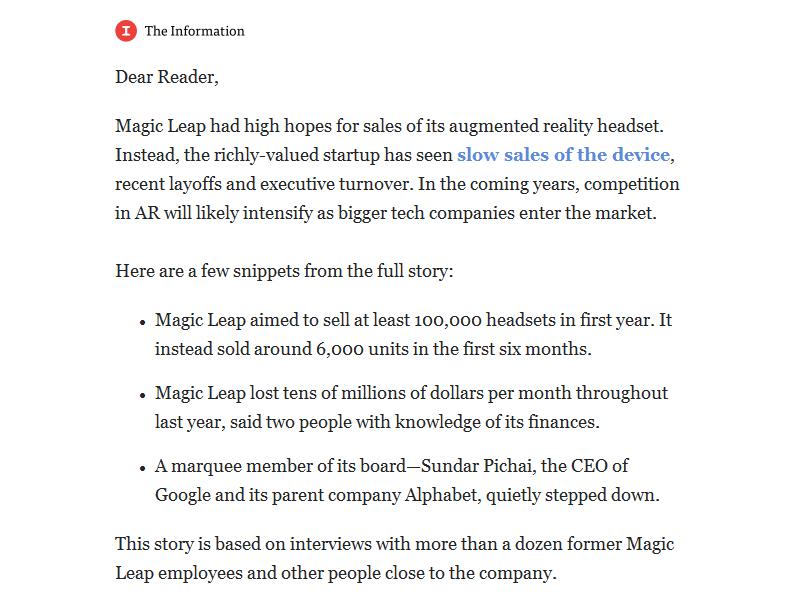 The Information
Dear Reader,
Magic Leap had high hopes for sales of its augmented reality headset.
Instead, the richly-valued startup has seen slow sales of the device,
recent layoffs and executive turnover. In the coming years, competition
in AR will likely intensify as bigger tech companies enter the market.
Here are a few snippets from the full story:
• Magic Leap aimed to sell at least 100,000 headsets in first year. It
instead sold around 6,000 units in the first six months.
• Magic Leap lost tens of millions of dollars per month throughout
last year, said two people with knowledge of its finances.
• A marquee member of its board—Sundar Pichai, the CEO of
Google and its parent company Alphabet, quietly stepped down.
This story is based on interviews with more than a dozen former Magic
Leap employees and other people close to the company.